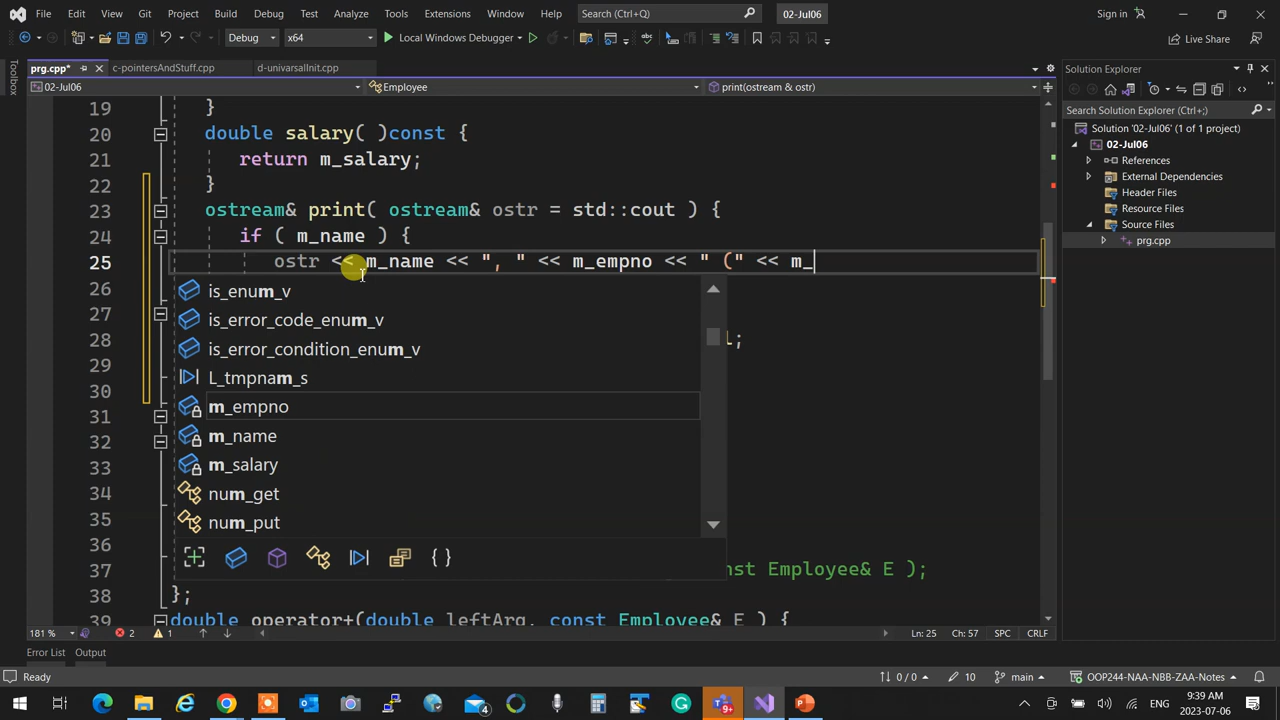 File Edit View Git Project Build Debug Test Analyze Tools Extensions Window Help Search (Ctrl+Q) 02-Jul06 Sign in
Debug x64 Local Windows Debugger Live Share
Toolbox
prg.cpp* c-pointersAndStuff.cpp d-univarsalInit.cpp
02-Jul06 Employee print(ostream & ostr)
19 }
20 double salary( )const {
21 return m_salary;
22 }
23 ostream& print( ostream& ostr = std::cout ) {
24 if ( m_name ) {
25 ostr << m_name << ", " << m_empno << " (" << m_
26 is_enum_v
27 is_error_code_enum_v
28 is_error_condition_enum_v l;
29 L_tmpnam_s
30 m_empno
31 m_name
32 m_salary
33 num_get
34 num_put
35
36
37 nst Employee& E );
38 };
39 double operator+(double leftArg, const Employee& E ) {
181 % 2 1 Ln: 25 Ch: 57 SPC CRLF
Error List Output
Ready 0 / 0 10 main OOP244-NAA-NBB-ZAA-Notes
Solution Explorer
Search Solution Explorer (Ctrl+;)
Solution '02-Jul06' (1 of 1 project)
02-Jul06
References
External Dependencies
Header Files
Resource Files
Source Files
prg.cpp
4 9+ 9:39 AM
2023-07-06